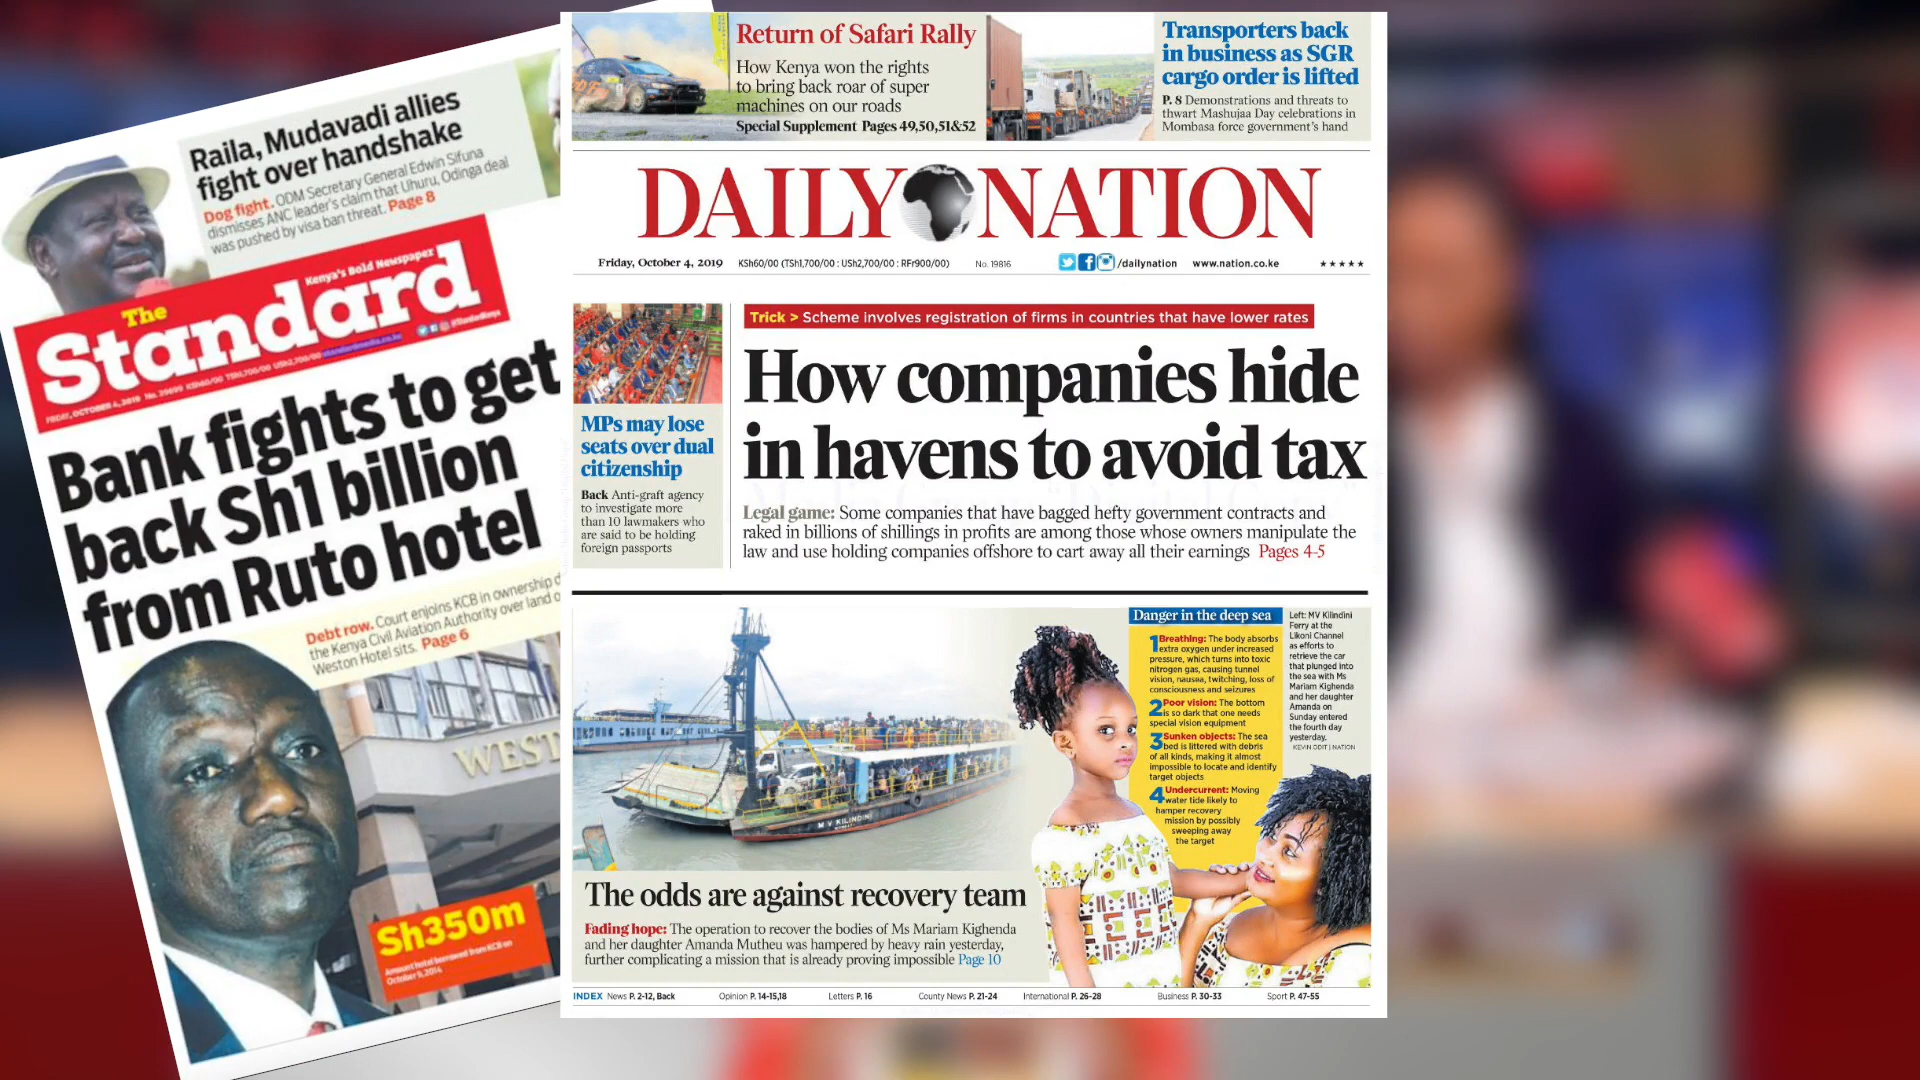 Raila, Mudavadi allies
fight over handshake
Dog fight. ODM Secretary General Edwin Sifuna
dismisses ANC leader's claim that Uhuru, Odinga deal
was pushed by visa ban threat. Page 8
Kenya's Bold Newspaper
The
Standard
FRIDAY, OCTOBER 4, 2019 No. KSh60/00 TSh1,700/00 USh2,700/00 standardmedia.co.ke
Bank fights to get
back Sh1 billion
from Ruto hotel
Debt row. Court enjoins KCB in ownership
the Kenya Civil Aviation Authority over land
Weston Hotel sits. Page 6
WEST
Sh350m
Amount hotel borrowed from KCB on
October 9, 2014
Return of Safari Rally
How Kenya won the rights
to bring back roar of super
machines on our roads
Special Supplement Pages 49,50,51&52
Transporters back
in business as SGR
cargo order is lifted
P. 8 Demonstrations and threats to
thwart Mashujaa Day celebrations in
Mombasa force government's hand
DAILY NATION
Friday, October 4, 2019 KSh60/00 (TSh1,700/00 : USh2,700/00 : RFr900/00) No. 19816 /dailynation www.nation.co.ke ★★★★★
MPs may lose
seats over dual
citizenship
Back Anti-graft agency
to investigate more
than 10 lawmakers who
are said to be holding
foreign passports
Trick > Scheme involves registration of firms in countries that have lower rates
How companies hide
in havens to avoid tax
Legal game: Some companies that have bagged hefty government contracts and
raked in billions of shillings in profits are among those whose owners manipulate the
law and use holding companies offshore to cart away all their earnings Pages 4-5
MV KILINDINI
Danger in the deep sea
1 Breathing: The body absorbs
extra oxygen under increased
pressure, which turns into toxic
nitrogen gas, causing tunnel
vision, nausea, twitching, loss of
consciousness and seizures
2 Poor vision: The bottom
is so dark that one needs
special vision equipment
3 Sunken objects: The sea
bed is littered with debris
of all kinds, making it almost
impossible to locate and identify
target objects
4 Undercurrent: Moving
water tide likely to
hamper recovery
mission by possibly
sweeping away
the target
Left: MV Kilindini
Ferry at the
Likoni Channel
as efforts to
retrieve the car
that plunged into
the sea with Ms
Mariam Kighenda
and her daughter
Amanda on
Sunday entered
the fourth day
yesterday.
KEVIN ODIT | NATION
The odds are against recovery team
Fading hope: The operation to recover the bodies of Ms Mariam Kighenda
and her daughter Amanda Mutheu was hampered by heavy rain yesterday,
further complicating a mission that is already proving impossible Page 10
INDEX News P. 2-12, Back Opinion P. 14-15,18 Letters P. 16 County News P. 21-24 International P. 26-28 Business P. 30-33 Sport P. 47-55